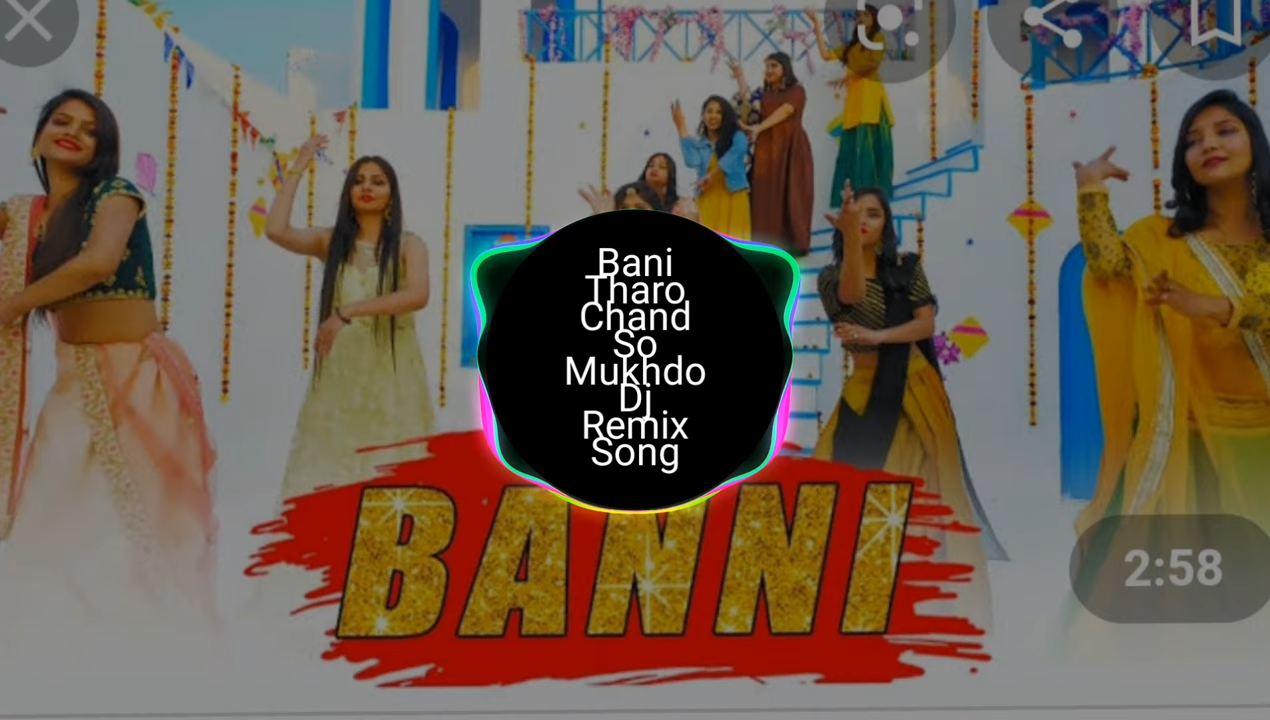 Bani
Tharo
Chand
So
Mukhdo
Dj
Remix
Song
BANNI
2:58